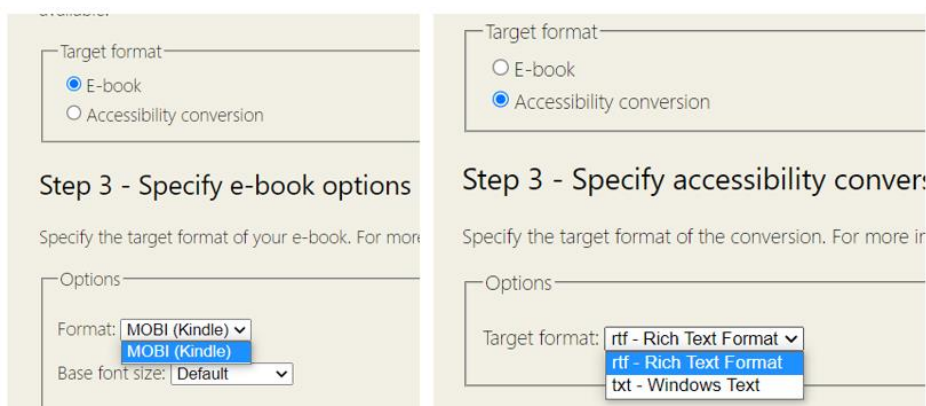 available.
Target format
E-book
Accessibility conversion
Step 3 - Specify e-book options
Specify the target format of your e-book. For more
Options
Format: MOBI (Kindle)
MOBI (Kindle)
Base font size: Default
Target format
E-book
Accessibility conversion
Step 3 - Specify accessibility convers
Specify the target format of the conversion. For more in
Options
Target format: rtf - Rich Text Format
rtf - Rich Text Format
txt - Windows Text